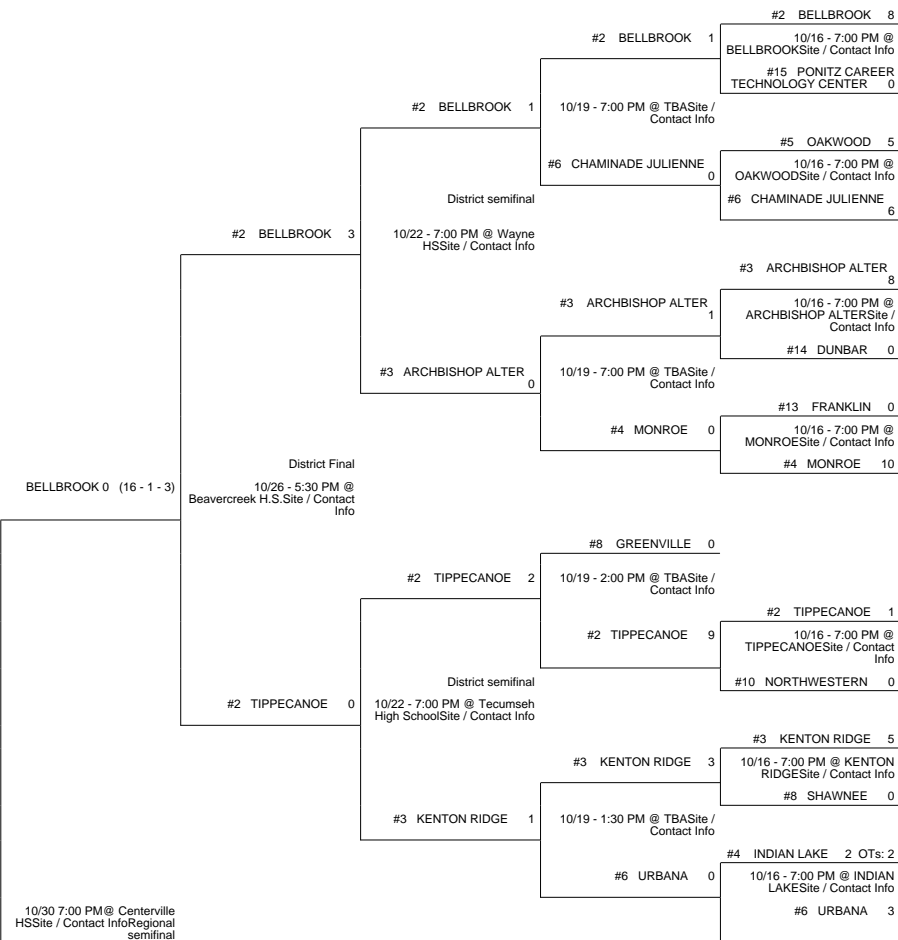 #2 BELLBROOK 8
10/16 - 7:00 PM @
BELLBROOKSite / Contact Info
#15 PONITZ CAREER
TECHNOLOGY CENTER 0
#2 BELLBROOK 1
10/19 - 7:00 PM @ TBASite /
Contact Info
#5 OAKWOOD 5
10/16 - 7:00 PM @
OAKWOODSite / Contact Info
#6 CHAMINADE JULIENNE
6
#6 CHAMINADE JULIENNE
0
#2 BELLBROOK 1
District semifinal
10/22 - 7:00 PM @ Wayne
HSSite / Contact Info
#3 ARCHBISHOP ALTER
8
10/16 - 7:00 PM @
ARCHBISHOP ALTERSite /
Contact Info
#14 DUNBAR 0
#3 ARCHBISHOP ALTER
1
10/19 - 7:00 PM @ TBASite /
Contact Info
#13 FRANKLIN 0
10/16 - 7:00 PM @
MONROESite / Contact Info
#4 MONROE 10
#4 MONROE 0
#3 ARCHBISHOP ALTER
0
#2 BELLBROOK 3
District Final
10/26 - 5:30 PM @
Beavercreek H.S.Site / Contact
Info
BELLBROOK 0 (16 - 1 - 3)
#8 GREENVILLE 0
10/19 - 2:00 PM @ TBASite /
Contact Info
#2 TIPPECANOE 1
10/16 - 7:00 PM @
TIPPECANOESite / Contact
Info
#10 NORTHWESTERN 0
#2 TIPPECANOE 9
#2 TIPPECANOE 2
District semifinal
10/22 - 7:00 PM @ Tecumseh
High SchoolSite / Contact Info
#2 TIPPECANOE 0
#3 KENTON RIDGE 5
10/16 - 7:00 PM @ KENTON
RIDGESite / Contact Info
#8 SHAWNEE 0
#3 KENTON RIDGE 3
10/19 - 1:30 PM @ TBASite /
Contact Info
#3 KENTON RIDGE 1
#4 INDIAN LAKE 2 OTs: 2
10/16 - 7:00 PM @ INDIAN
LAKESite / Contact Info
#6 URBANA 3
#6 URBANA 0
10/30 7:00 PM@ Centerville
HSSite / Contact InfoRegional
semifinal